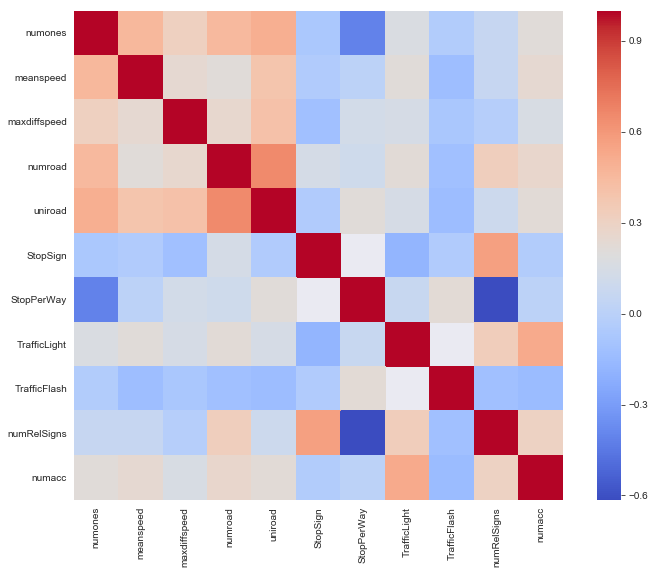 numones
meanspeed
maxdiffspeed
numroad
uniroad
StopSign
StopPerWay
TrafficLight
TrafficFlash
numRelSigns
numacc
numones
meanspeed
maxdiffspeed
numroad
uniroad
StopSign
StopPerWay
TrafficLight
TrafficFlash
numRelSigns
numacc
0.9
0.6
0.3
0.0
−0.3
−0.6